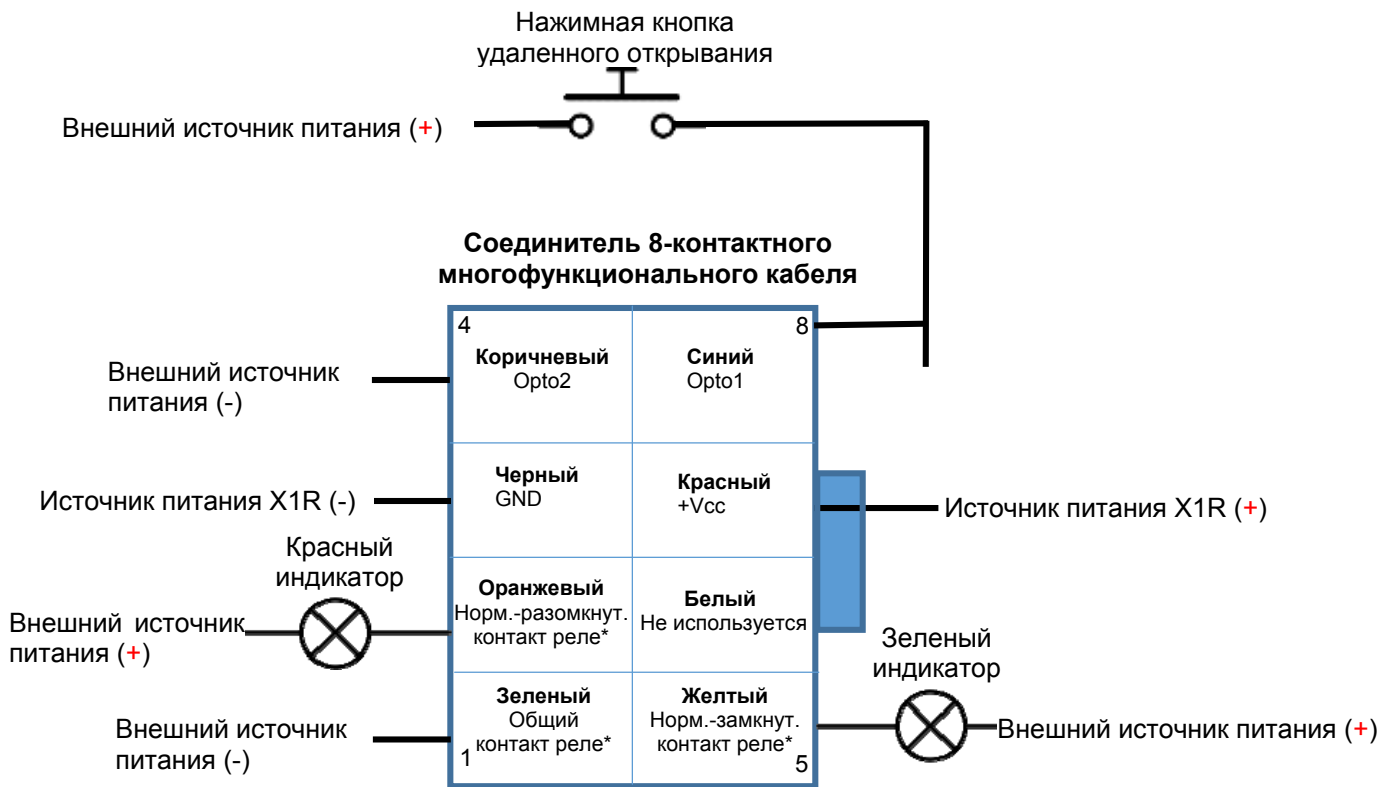 Нажимная кнопка
удаленного открывания
Внешний источник питания (+)
Соединитель 8-контактного
многофункционального кабеля
4
8
Коричневый
Opto2
Синий
Opto1
Внешний источник
питания (-)
Черный
GND
Красный
+Vcc
Источник питания X1R (-)
Источник питания X1R (+)
Красный
индикатор
Оранжевый
Норм.-разомкнут.
контакт реле*
Белый
Не используется
Внешний источник
питания (+)
Зеленый
индикатор
Зеленый
Общий
контакт реле*
1
Желтый
Норм.-замкнут.
контакт реле*
5
Внешний источник
питания (-)
Внешний источник питания (+)